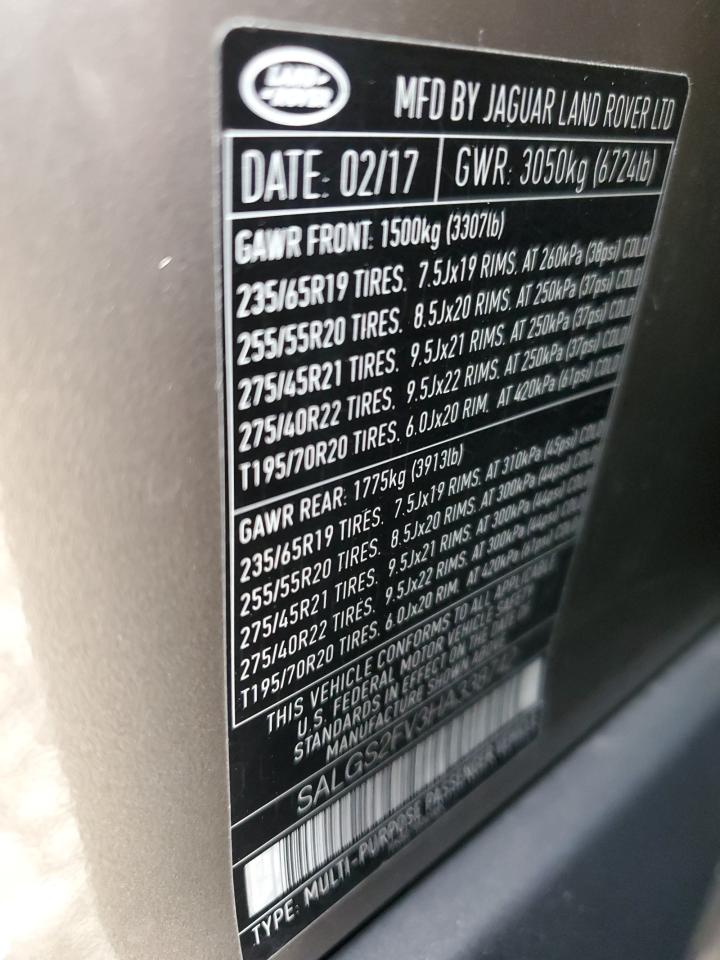 LAND ROVER
MFD BY JAGUAR LAND ROVER LTD
DATE: 02/17 GWR: 3050kg (6724lb)
GAWR FRONT: 1500kg (3307lb)
235/65R19 TIRES. 7.5Jx19 RIMS. AT 260kPa (38psi) COLD
255/55R20 TIRES. 8.5Jx20 RIMS. AT 250kPa (37psi) COLD
275/45R21 TIRES. 9.5Jx21 RIMS. AT 250kPa (37psi) COLD
275/40R22 TIRES. 9.5Jx22 RIMS. AT 250kPa (37psi) COLD
T195/70R20 TIRES. 6.0Jx20 RIM. AT 420kPa (61psi) COLD
GAWR REAR: 1775kg (3913lb)
235/65R19 TIRES. 7.5Jx19 RIMS. AT 310kPa (45psi) COLD
255/55R20 TIRES. 8.5Jx20 RIMS. AT 300kPa (44psi) COLD
275/45R21 TIRES. 9.5Jx21 RIMS. AT 300kPa (44psi) COLD
275/40R22 TIRES. 9.5Jx22 RIMS. AT 300kPa (44psi) COLD
T195/70R20 TIRES. 6.0Jx20 RIM. AT 420kPa (61psi) COLD
THIS VEHICLE CONFORMS TO ALL APPLICABLE
U.S. FEDERAL MOTOR VEHICLE SAFETY
STANDARDS IN EFFECT ON THE DATE OF
MANUFACTURE SHOWN ABOVE
TYPE: MULTI-PURPOSE PASSENGER VEHICLE